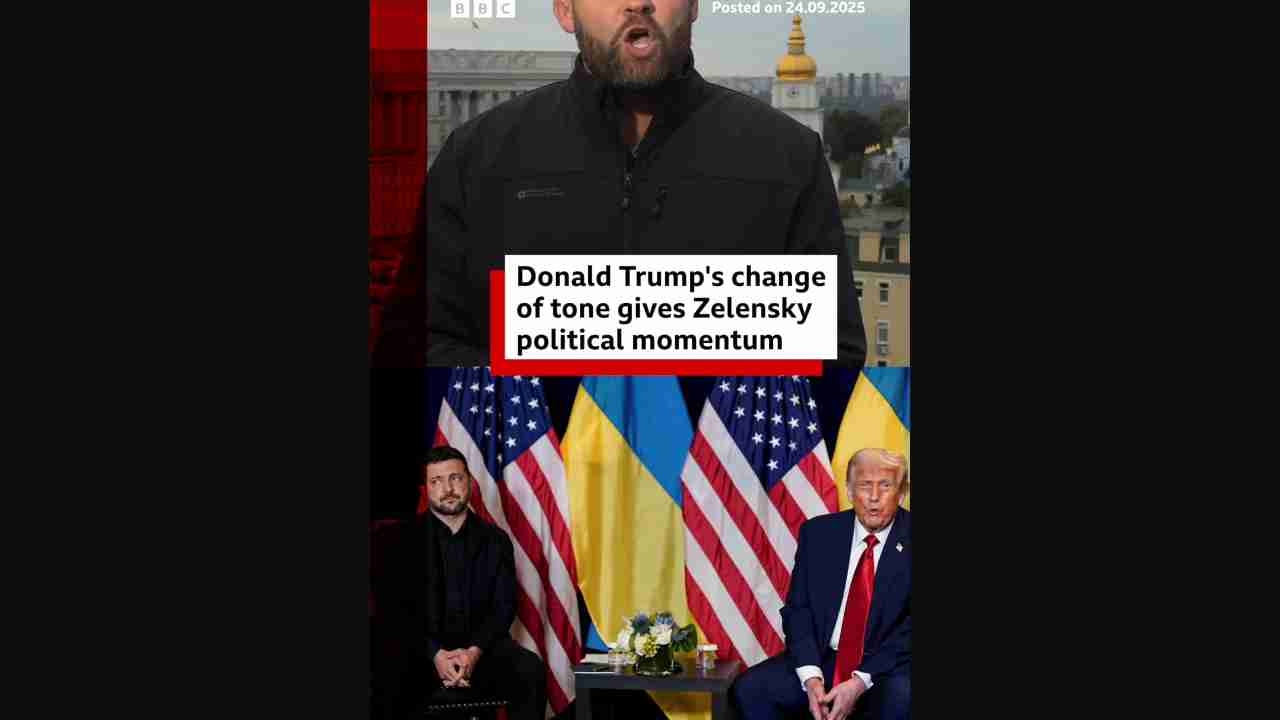 BBC
Posted on 24.09.2025
Donald Trump's change
of tone gives Zelensky
political momentum